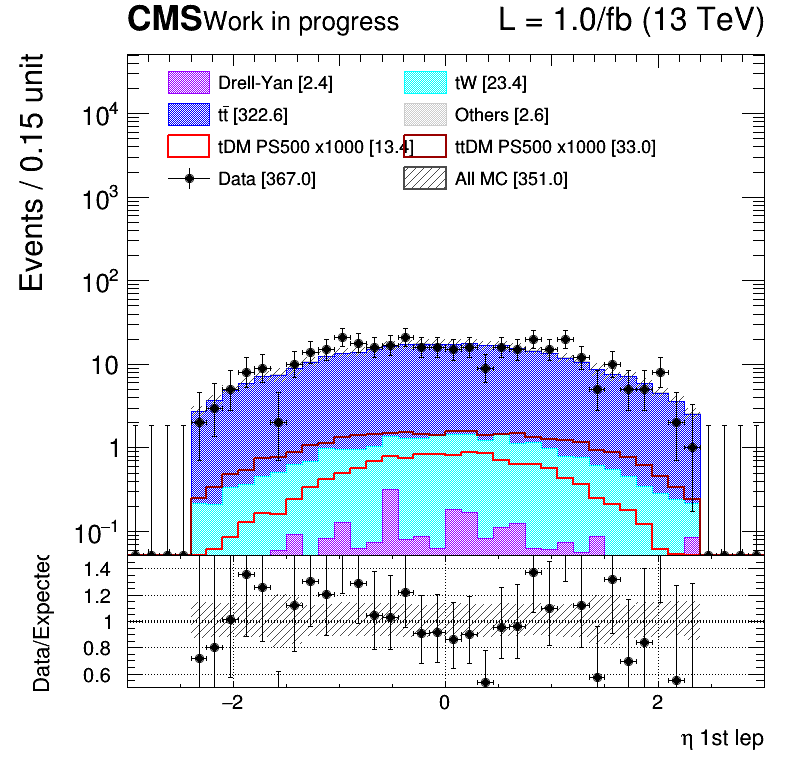 CMS Work in progress L = 1.0/fb (13 TeV)
Events / 0.15 unit
Drell-Yan [2.4] tW [23.4]
tt̄ [322.6] Others [2.6]
tDM PS500 x1000 [13.4] ttDM PS500 x1000 [33.0]
Data [367.0] All MC [351.0]
10⁴
10³
10²
10
1
10⁻¹
Data/Expected
1.4
1.2
1
0.8
0.6
−2 0 2
η 1st lep